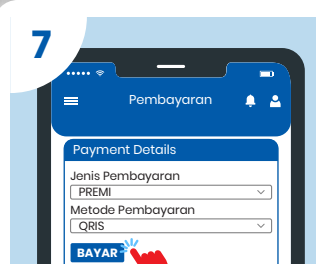 7
Pembayaran
Payment Details
Jenis Pembayaran
PREMI
Metode Pembayaran
QRIS
BAYAR